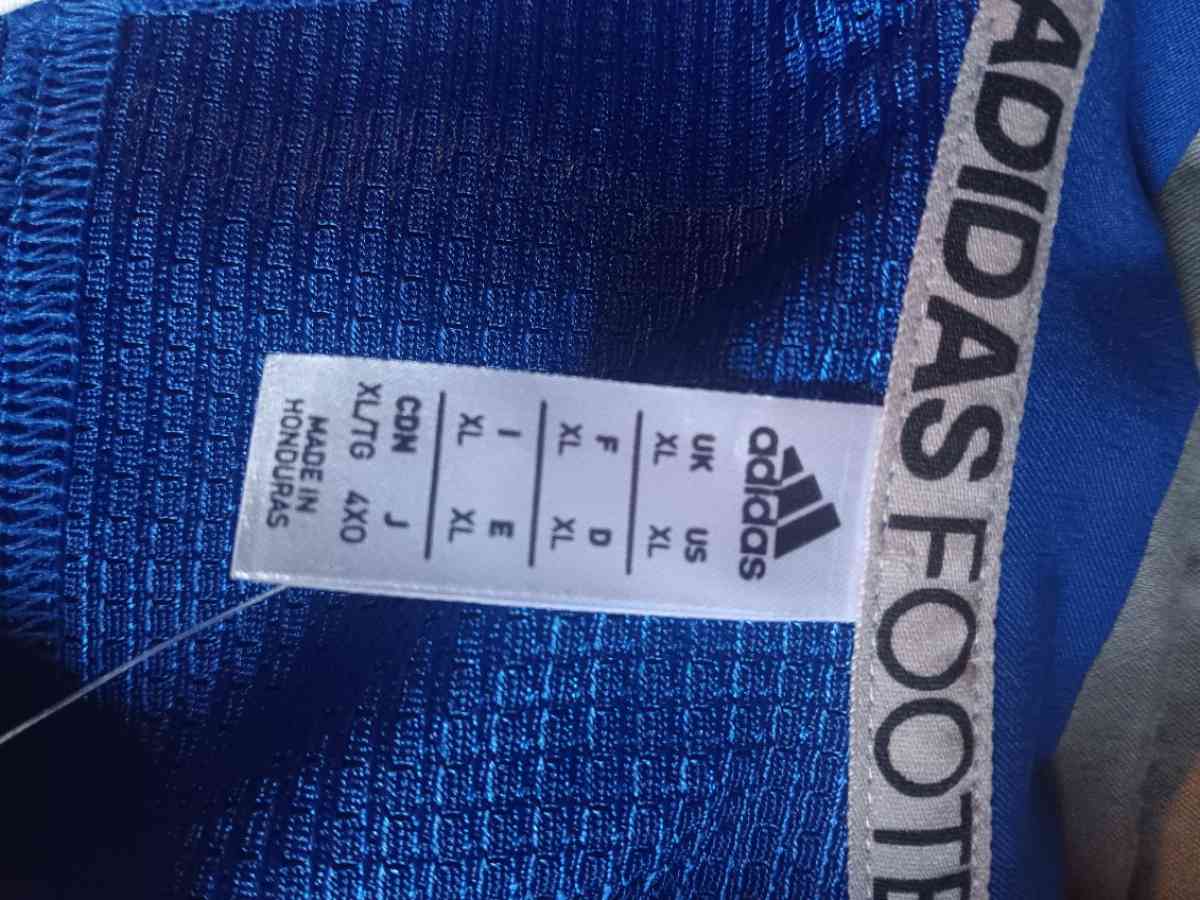 ADIDAS FOOTB
adidas
UK US
XL XL
F D
XL XL
I E
XL XL
CDN J
XL/TG 4XO
MADE IN
HONDURAS